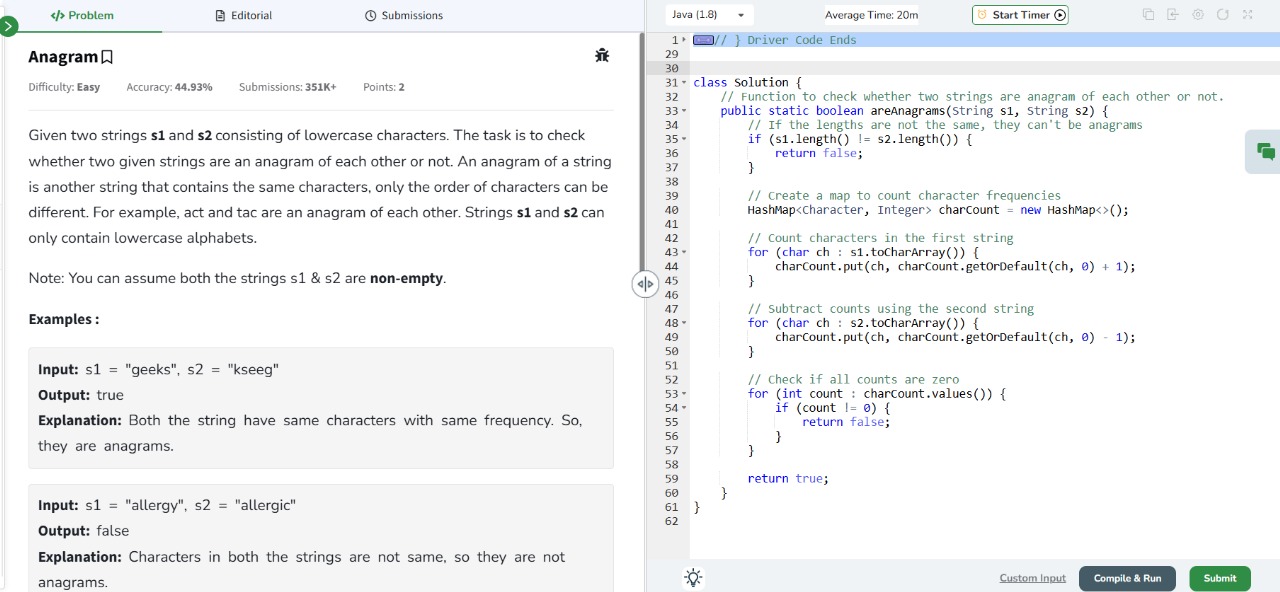 Problem
Editorial
Submissions
Anagram
Difficulty: Easy Accuracy: 44.93% Submissions: 351K+ Points: 2
Given two strings s1 and s2 consisting of lowercase characters. The task is to check
whether two given strings are an anagram of each other or not. An anagram of a string
is another string that contains the same characters, only the order of characters can be
different. For example, act and tac are an anagram of each other. Strings s1 and s2 can
only contain lowercase alphabets.
Note: You can assume both the strings s1 & s2 are non-empty.
Examples :
Input: s1 = "geeks", s2 = "kseeg"
Output: true
Explanation: Both the string have same characters with same frequency. So,
they are anagrams.
Input: s1 = "allergy", s2 = "allergic"
Output: false
Explanation: Characters in both the strings are not same, so they are not
anagrams.
Java (1.8)
Average Time: 20m
Start Timer
1 // } Driver Code Ends
29
30
31 class Solution {
32 // Function to check whether two strings are anagram of each other or not.
33 public static boolean areAnagrams(String s1, String s2) {
34 // If the lengths are not the same, they can't be anagrams
35 if (s1.length() != s2.length()) {
36 return false;
37 }
38
39 // Create a map to count character frequencies
40 HashMap<Character, Integer> charCount = new HashMap<>();
41
42 // Count characters in the first string
43 for (char ch : s1.toCharArray()) {
44 charCount.put(ch, charCount.getOrDefault(ch, 0) + 1);
45 }
46
47 // Subtract counts using the second string
48 for (char ch : s2.toCharArray()) {
49 charCount.put(ch, charCount.getOrDefault(ch, 0) - 1);
50 }
51
52 // Check if all counts are zero
53 for (int count : charCount.values()) {
54 if (count != 0) {
55 return false;
56 }
57 }
58
59 return true;
60 }
61 }
62
Custom Input
Compile & Run
Submit